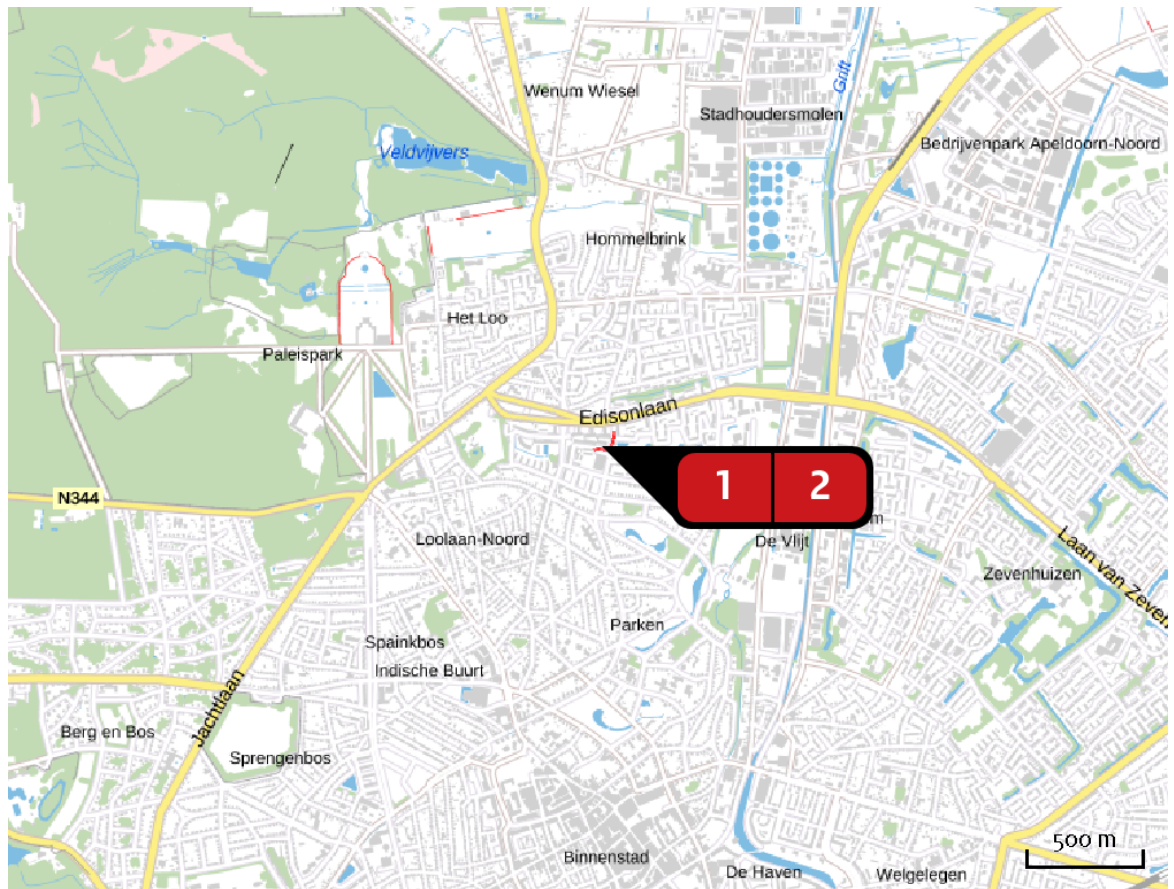 Wenum Wiesel
Grift
Stadhoudersmolen
Bedrijvenpark Apeldoorn-Noord
Veldvijvers
Hommelbrink
Het Loo
Paleispark
Edisonlaan
1 2
N344
De Vlijt
Loolaan-Noord
Laan van Zeven
Zevenhuizen
Parken
Spainkbos
Indische Buurt
Jachtlaan
Berg en Bos
Sprengenbos
500 m
Binnenstad
De Haven
Welgelegen